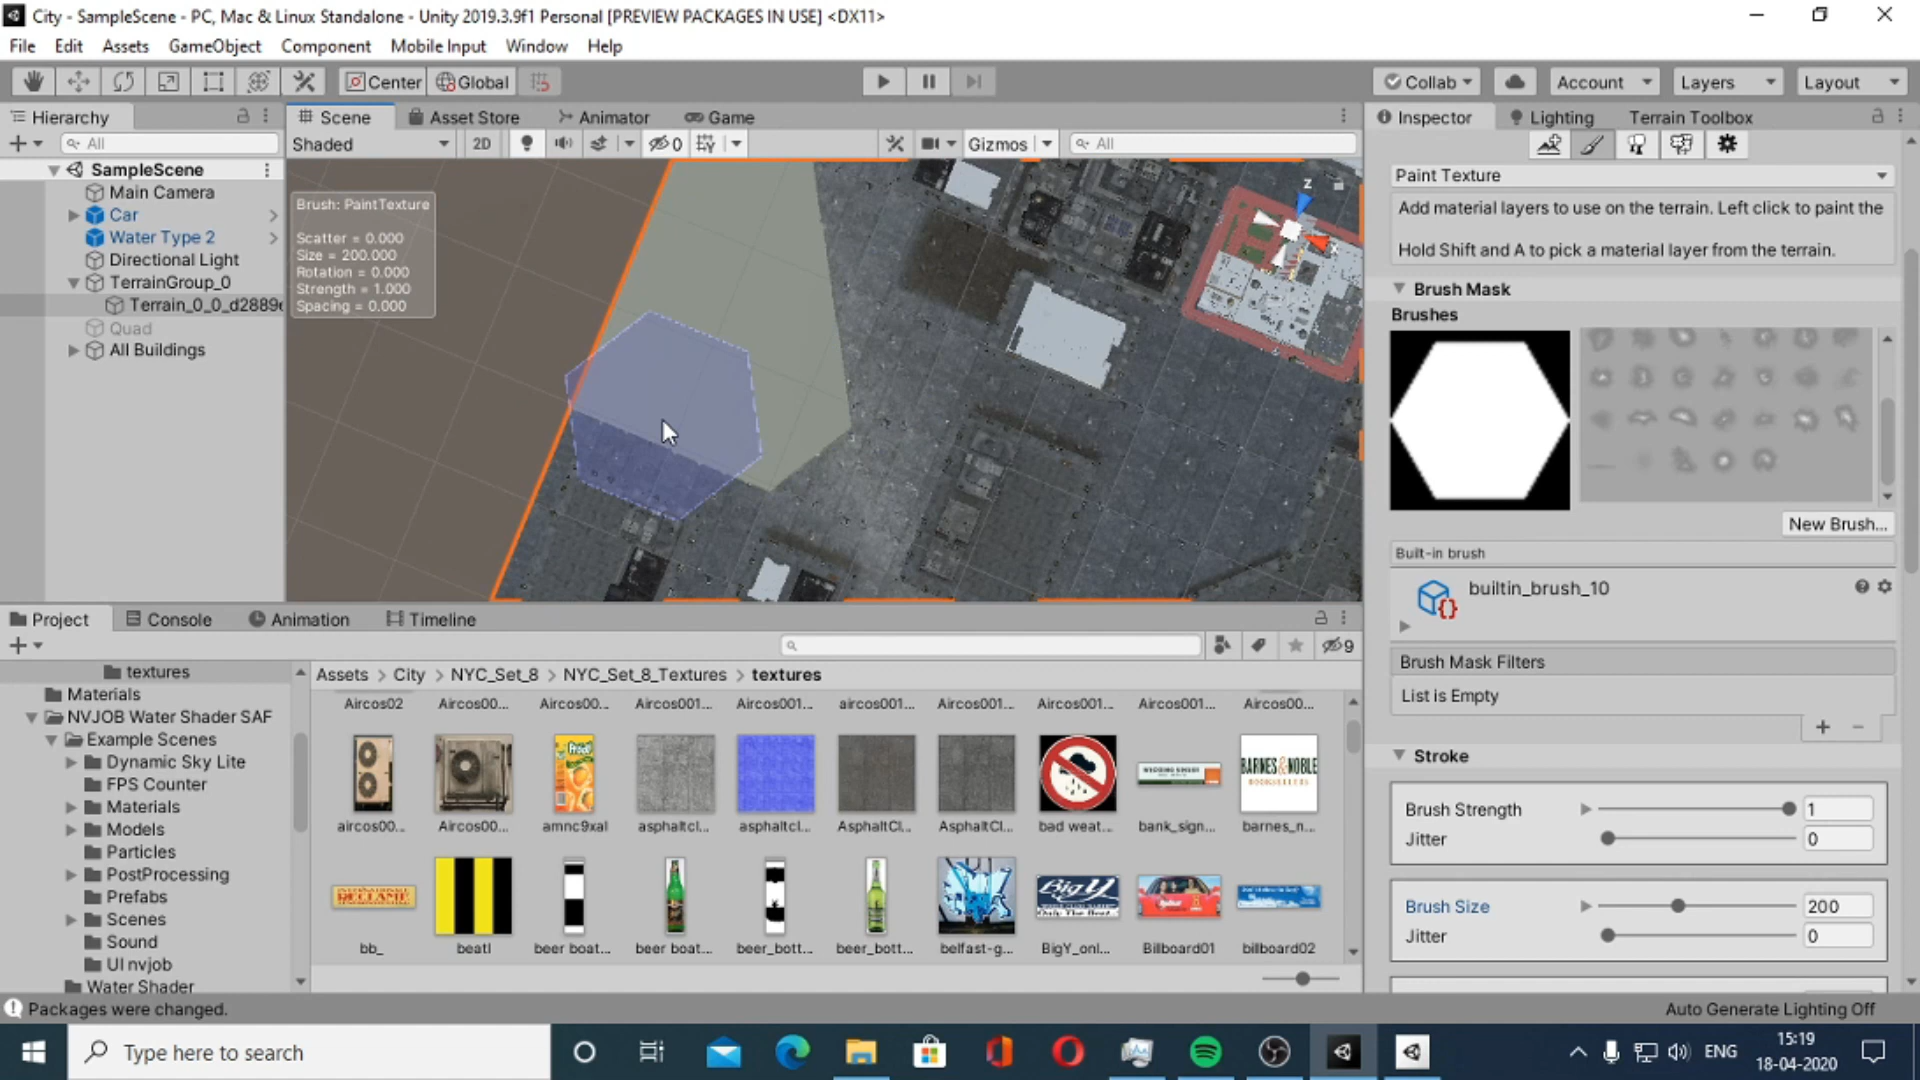 City - SampleScene - PC, Mac & Linux Standalone - Unity 2019.3.9f1 Personal [PREVIEW PACKAGES IN USE] <DX11>
File Edit Assets GameObject Component Mobile Input Window Help
Center Global Collab Account Layers Layout
Hierarchy
All
SampleScene
Main Camera
Car
Water Type 2
Directional Light
TerrainGroup_0
Terrain_0_0_d2889
Quad
All Buildings
Scene Asset Store Animator Game
Shaded 2D 0 Gizmos All
Brush: PaintTexture
Scatter = 0.000
Size = 200.000
Rotation = 0.000
Strength = 1.000
Spacing = 0.000
z
x
Inspector Lighting Terrain Toolbox
Paint Texture
Add material layers to use on the terrain. Left click to paint the
Hold Shift and A to pick a material layer from the terrain.
Brush Mask
Brushes
New Brush...
Built-in brush
builtin_brush_10
Brush Mask Filters
List is Empty
Stroke
Brush Strength 1
Jitter 0
Brush Size 200
Jitter 0
Project Console Animation Timeline
9
textures
Materials
NVJOB Water Shader SAF
Example Scenes
Dynamic Sky Lite
FPS Counter
Materials
Models
Particles
PostProcessing
Prefabs
Scenes
Sound
UI nvjob
Water Shader
Assets > City > NYC_Set_8 > NYC_Set_8_Textures > textures
Aircos02 Aircos00... Aircos00... Aircos001... Aircos001... aircos001... Aircos001... Aircos001... Aircos001... Aircos00...
BARNES&NOBLE
BOOKSELLERS
aircos00... Aircos00... amnc9xal asphaltcl... asphaltcl... AsphaltCl... AsphaltCl... bad weat... bank_sign... barnes_n...
RECLAME
Big Y
bb_ beatl beer boat... beer boat... beer_bott... beer_bott... belfast-g... BigY_onl... Billboard01 billboard02
Packages were changed.
Auto Generate Lighting Off
Type here to search
ENG
15:19
18-04-2020